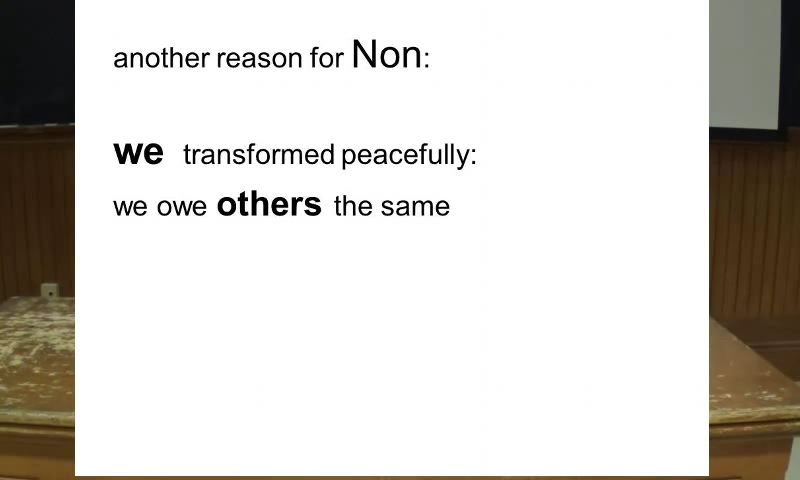 another reason for Non:
we transformed peacefully:
we owe others the same